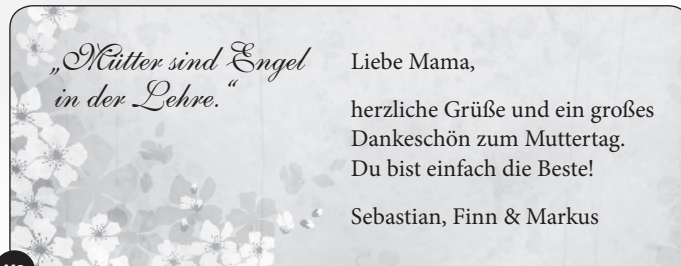 „Mütter sind Engel
in der Lehre.“
Liebe Mama,
herzliche Grüße und ein großes
Dankeschön zum Muttertag.
Du bist einfach die Beste!
Sebastian, Finn & Markus